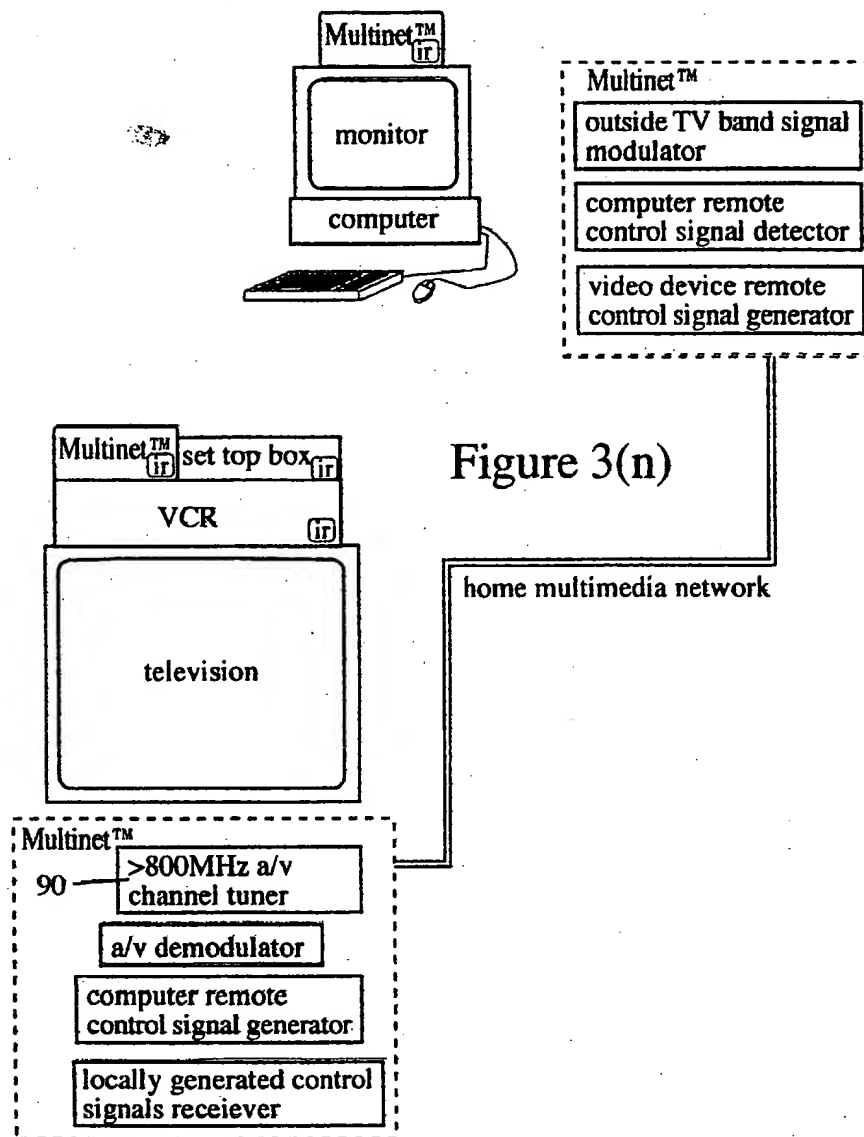 Multinet™
ir
monitor
computer
Multinet™
outside TV band signal
modulator
computer remote
control signal detector
video device remote
control signal generator
Multinet™
ir
set top box
ir
VCR
ir
Figure 3(n)
home multimedia network
television
Multinet™
90
>800MHz a/v
channel tuner
a/v demodulator
computer remote
control signal generator
locally generated control
signals receiever